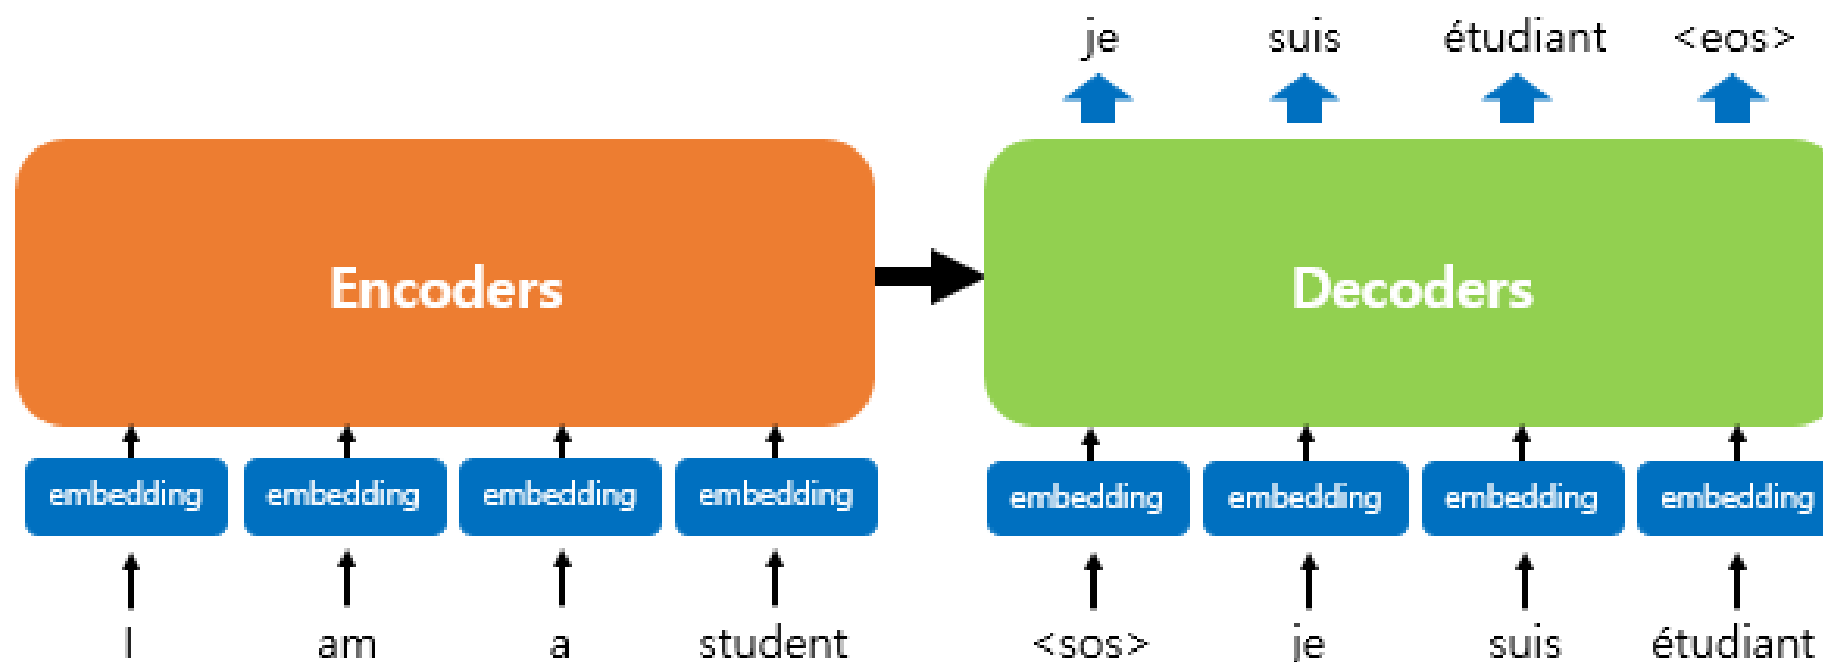 je suis étudiant <eos>
Encoders
Decoders
embedding embedding embedding embedding embedding embedding embedding embedding
I am a student <sos> je suis étudiant